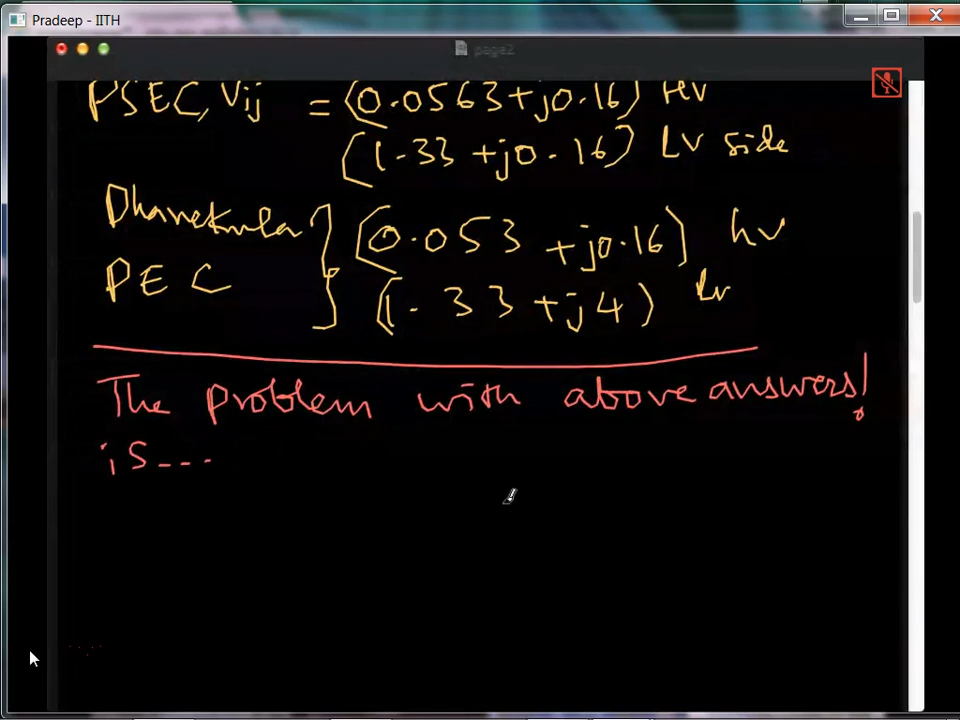 Pradeep - IITH
page2
PSEC, Vij = (0.0563+j0.16) HV
(1.33 +j0.16) LV side
Dhanekula } (0.053 +j0.16) hv
PEC } (1.33 +j4) lv
The problem with above answers!
is---